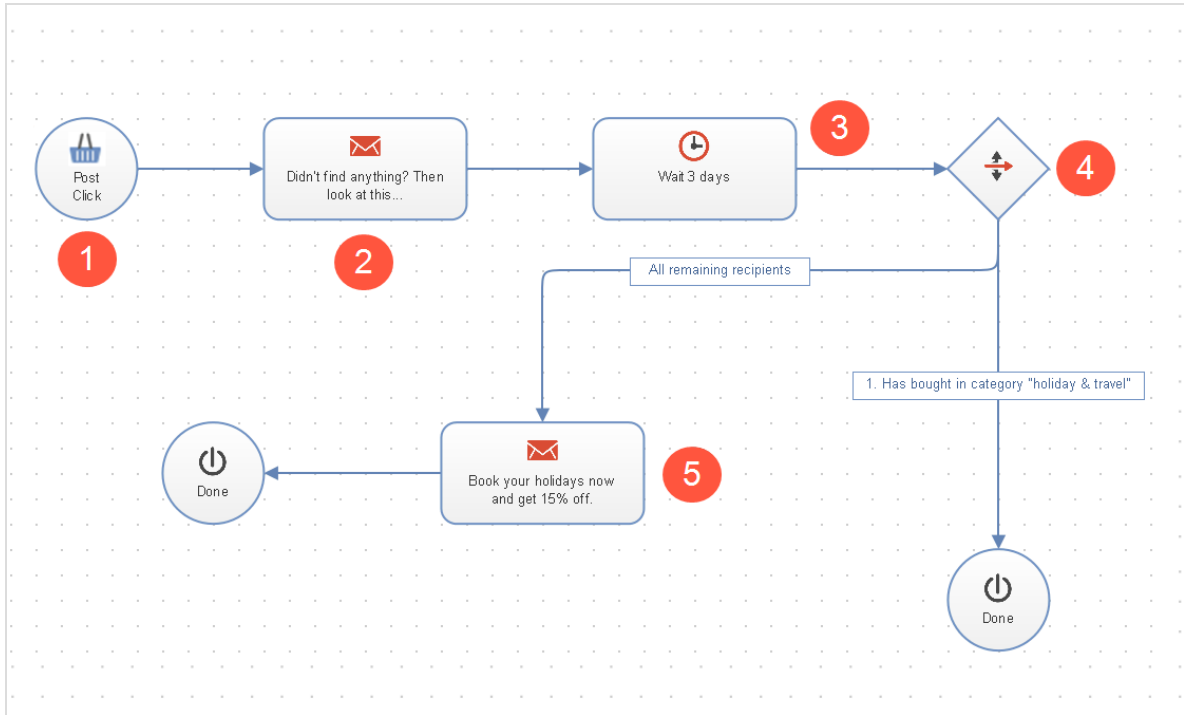 Post
Click
1
Didn't find anything? Then
look at this...
2
Wait 3 days
3
4
All remaining recipients
1. Has bought in category "holiday & travel"
Book your holidays now
and get 15% off.
5
Done
Done